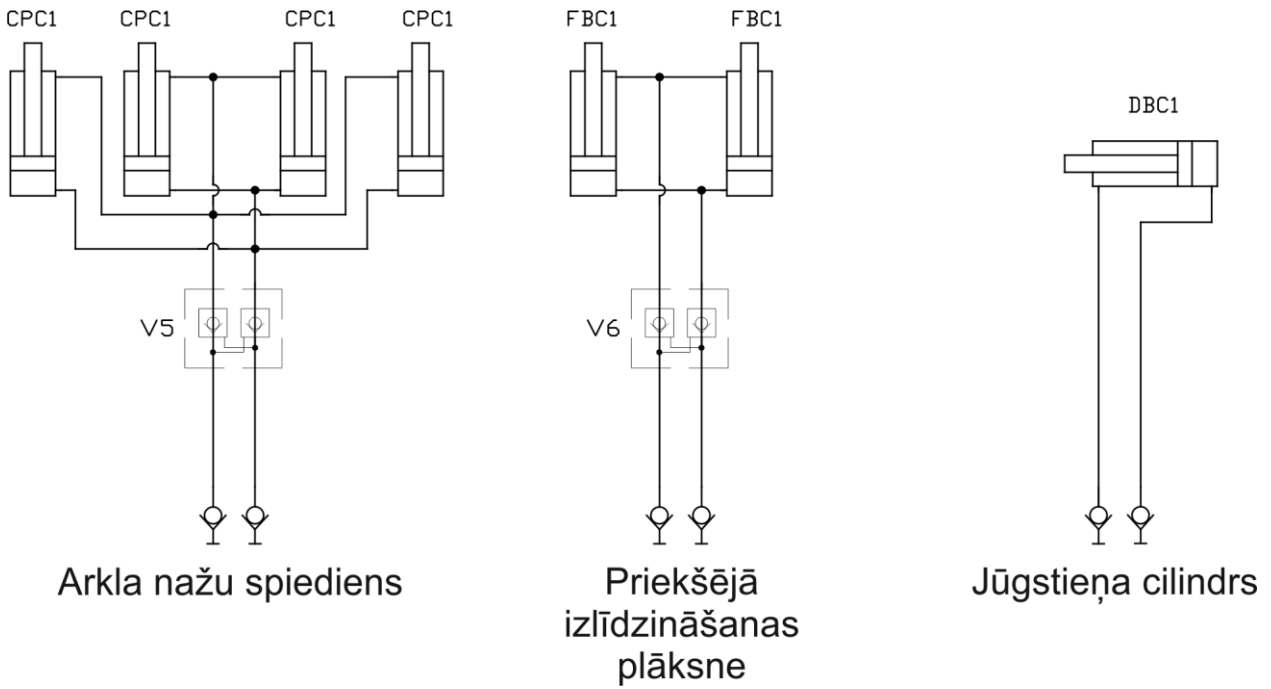 CPC1 CPC1 CPC1 CPC1 FBC1 FBC1
DBC1
V5 V6
Arkla nažu spiediens
Priekšējā
izlīdzināšanas
plāksne
Jūgstieņa cilindrs